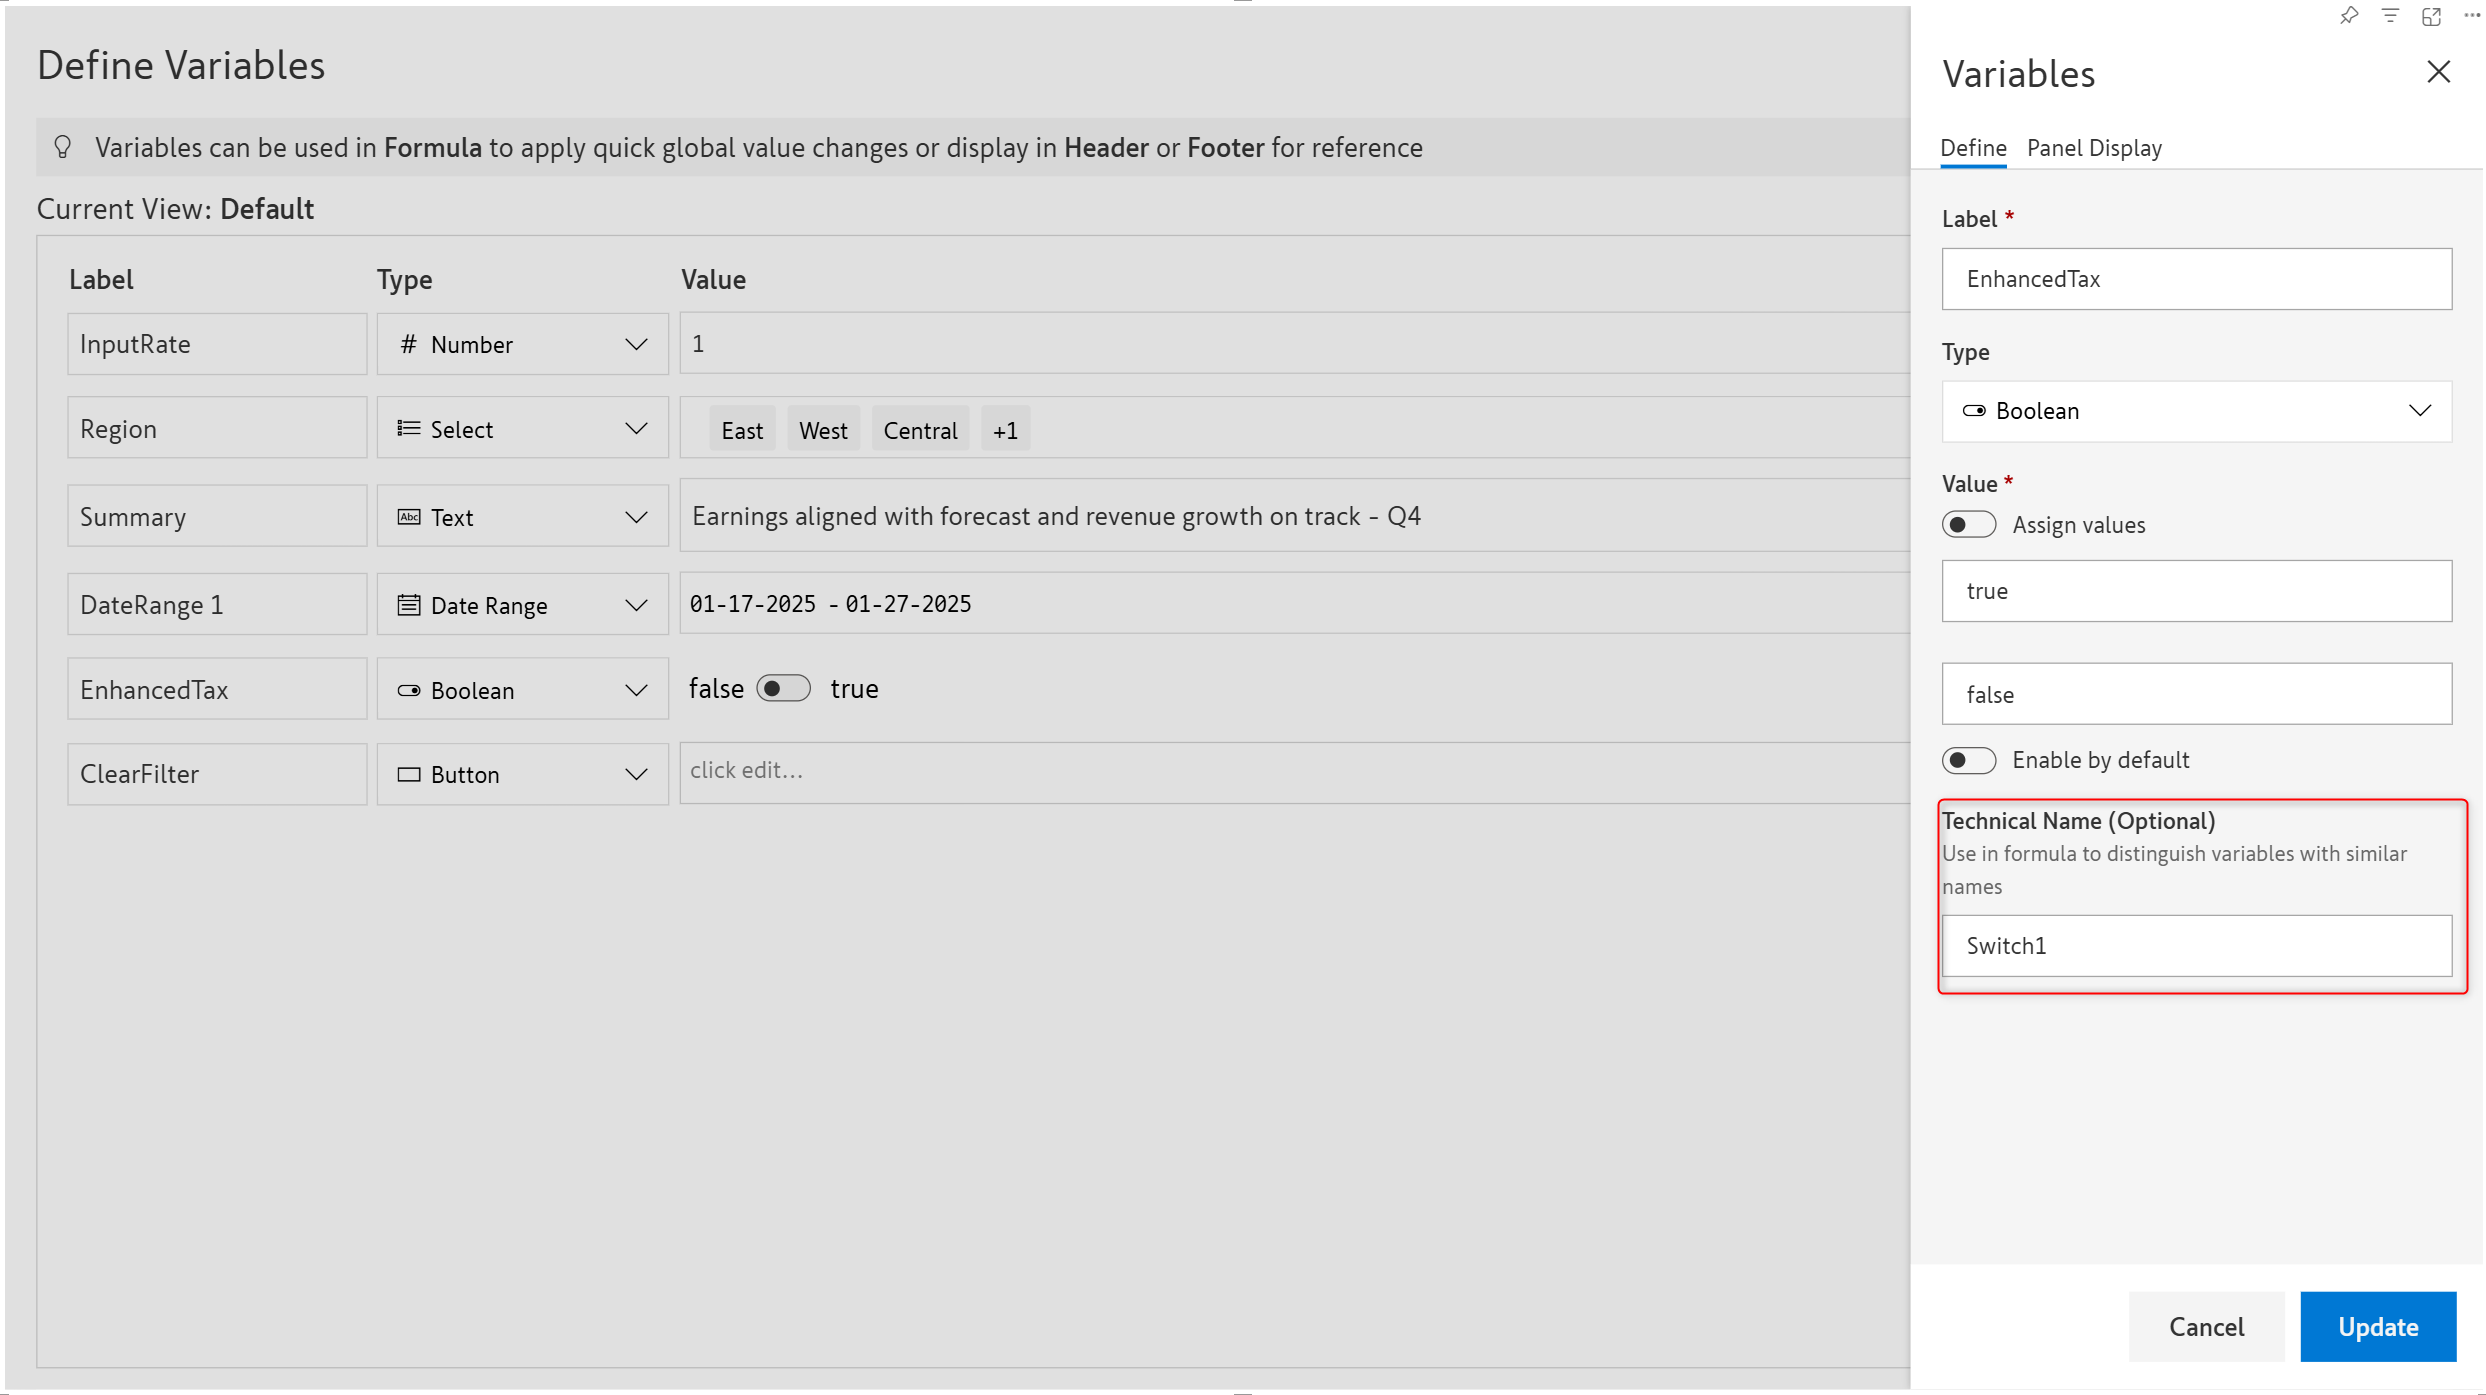 Define Variables
Variables can be used in Formula to apply quick global value changes or display in Header or Footer for reference
Current View: Default
Label Type Value
InputRate # Number 1
Region Select East West Central +1
Summary Abc Text Earnings aligned with forecast and revenue growth on track - Q4
DateRange 1 Date Range 01-17-2025 - 01-27-2025
EnhancedTax Boolean false true
ClearFilter Button click edit...
Variables
Define Panel Display
Label *
EnhancedTax
Type
Boolean
Value *
Assign values
true
false
Enable by default
Technical Name (Optional)
Use in formula to distinguish variables with similar
names
Switch1
Cancel Update